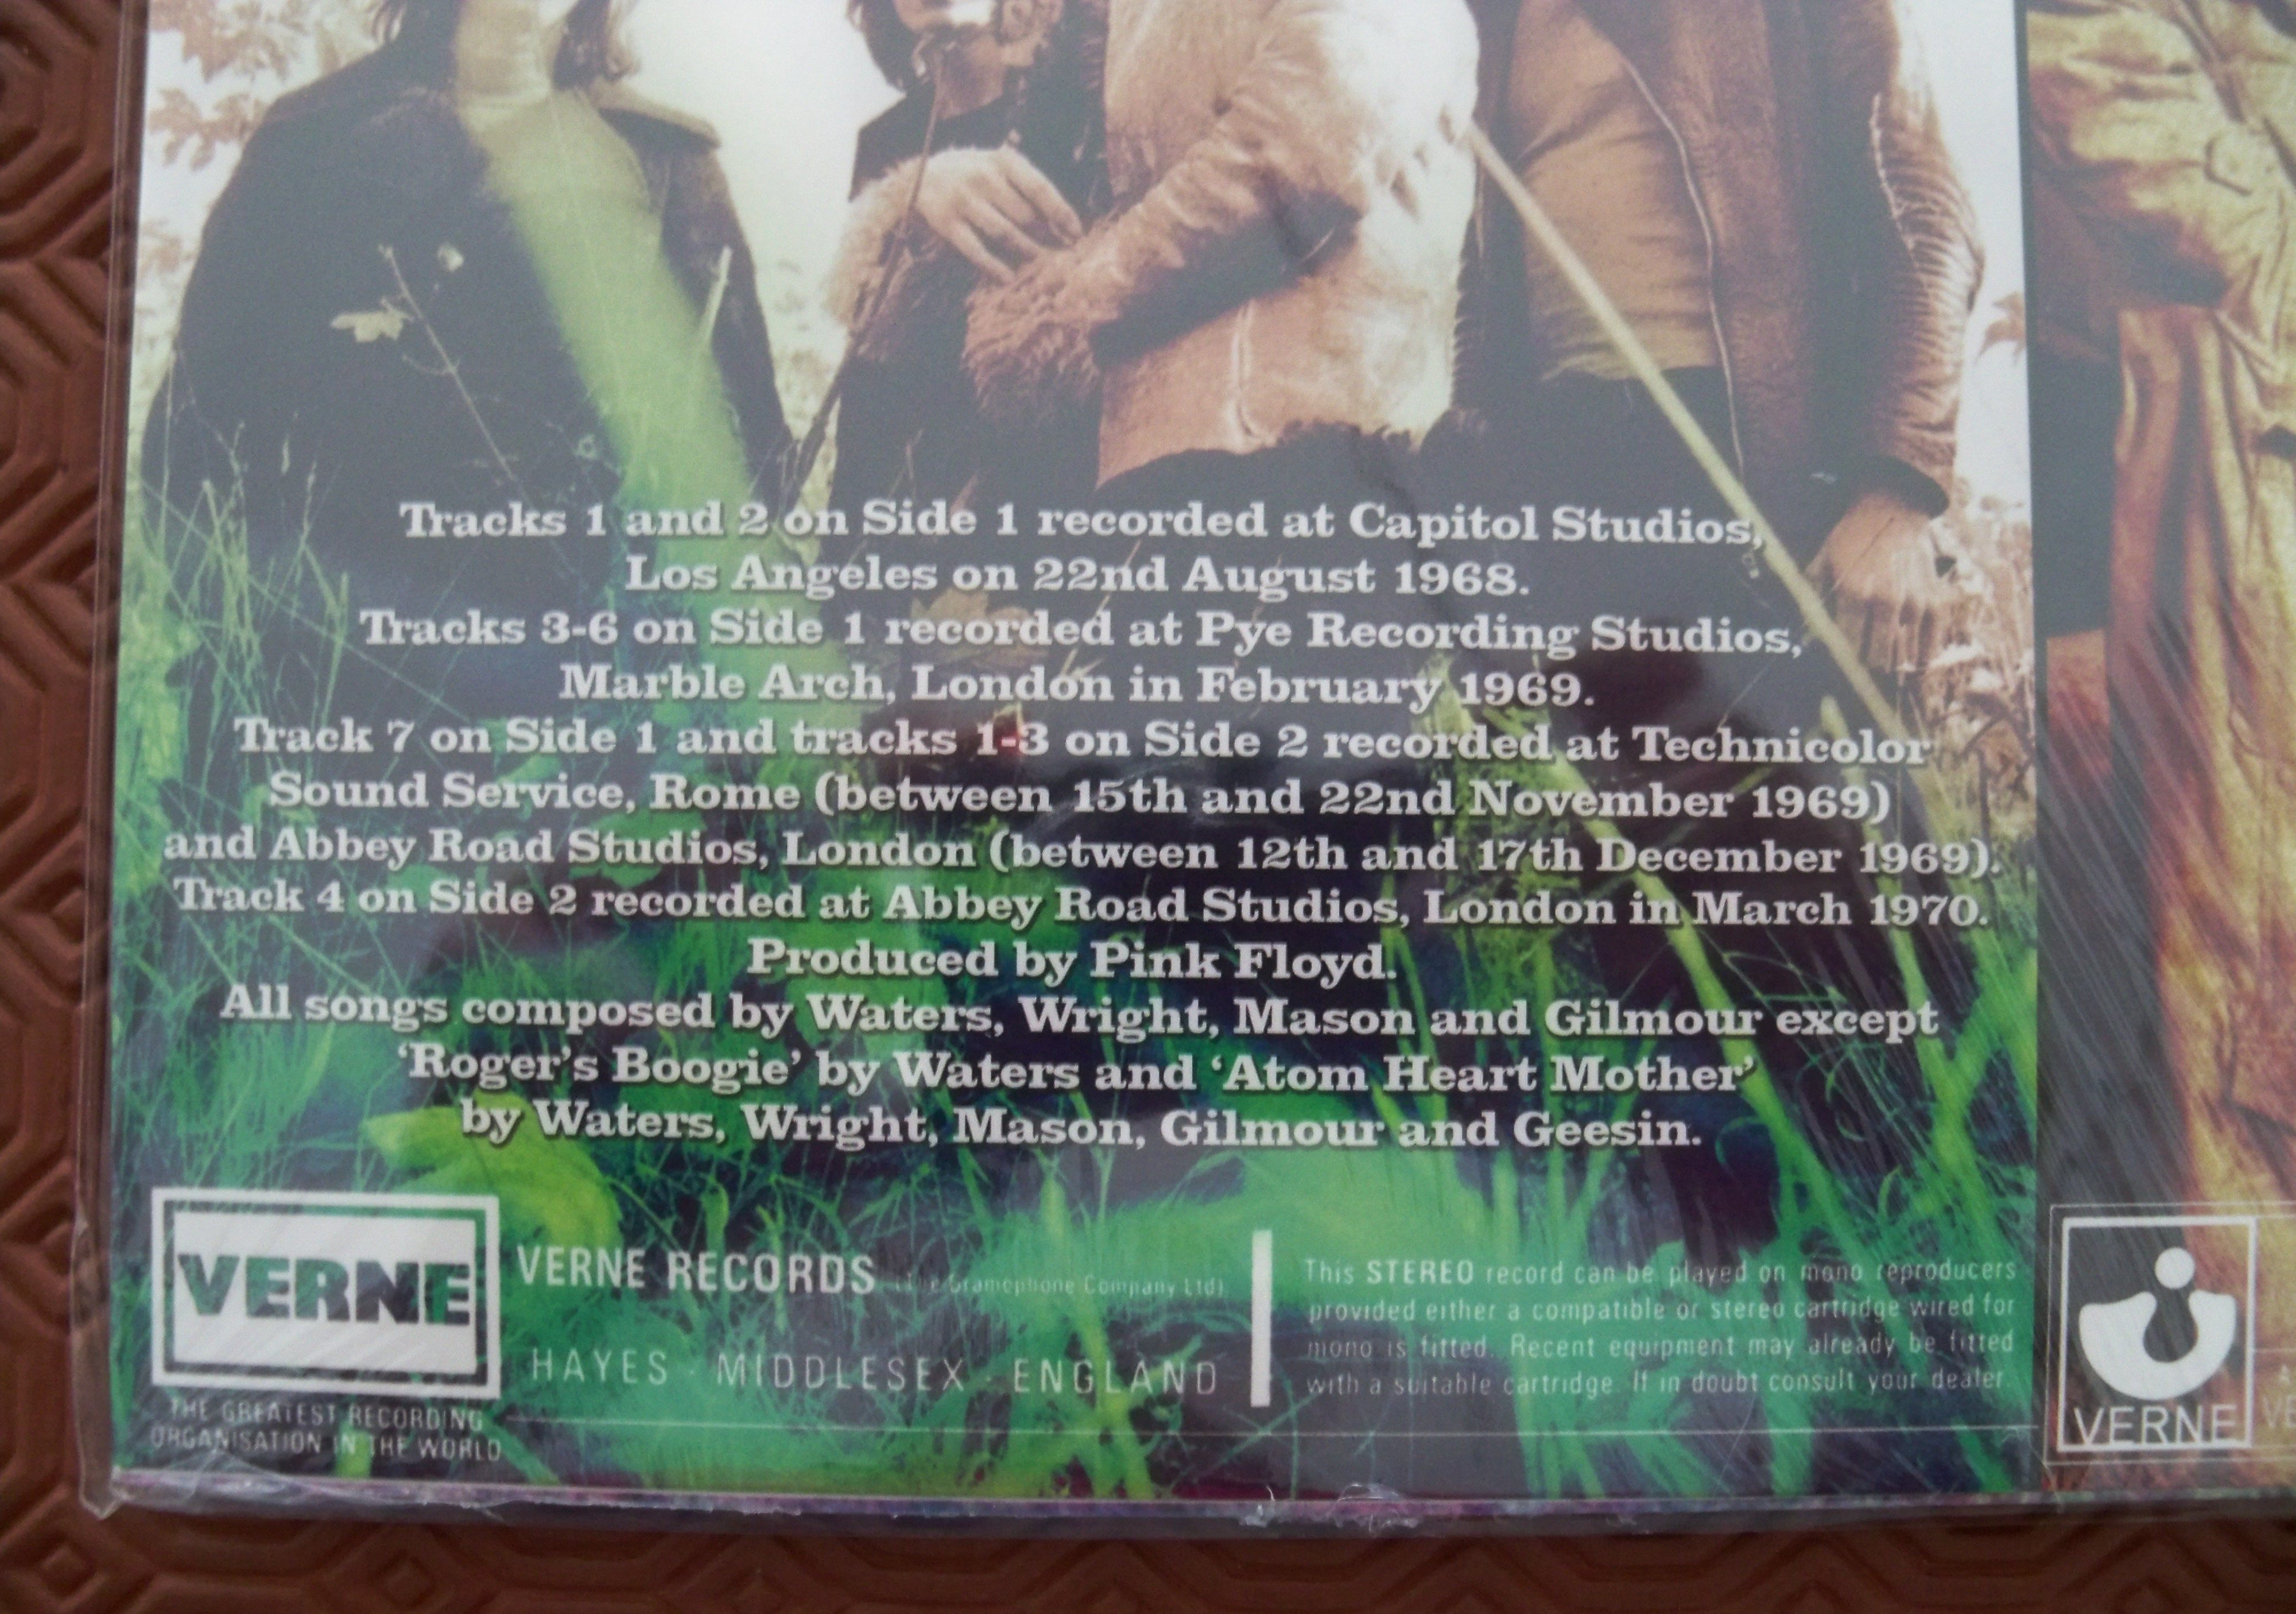 Tracks 1 and 2 on Side 1 recorded at Capitol Studios,
Los Angeles on 22nd August 1968.
Tracks 3-6 on Side 1 recorded at Pye Recording Studios,
Marble Arch, London in February 1969.
Track 7 on Side 1 and tracks 1-3 on Side 2 recorded at Technicolor
Sound Service, Rome (between 15th and 22nd November 1969)
and Abbey Road Studios, London (between 12th and 17th December 1969).
Track 4 on Side 2 recorded at Abbey Road Studios, London in March 1970.
Produced by Pink Floyd.
All songs composed by Waters, Wright, Mason and Gilmour except
‘Roger’s Boogie’ by Waters and ‘Atom Heart Mother’
by Waters, Wright, Mason, Gilmour and Geesin.
VERNE
THE GREATEST RECORDING
ORGANISATION IN THE WORLD
VERNE RECORDS (The Gramophone Company Ltd)
HAYES · MIDDLESEX · ENGLAND
This STEREO record can be played on mono reproducers
provided either a compatible or stereo cartridge wired for
mono is fitted. Recent equipment may already be fitted
with a suitable cartridge. If in doubt consult your dealer.
VERNE